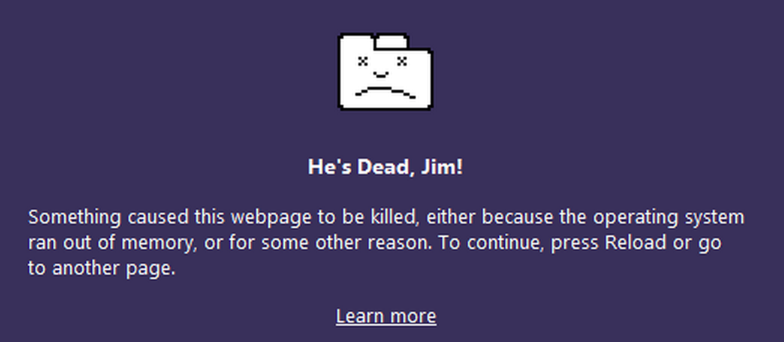 He's Dead, Jim!
Something caused this webpage to be killed, either because the operating system
ran out of memory, or for some other reason. To continue, press Reload or go
to another page.
Learn more